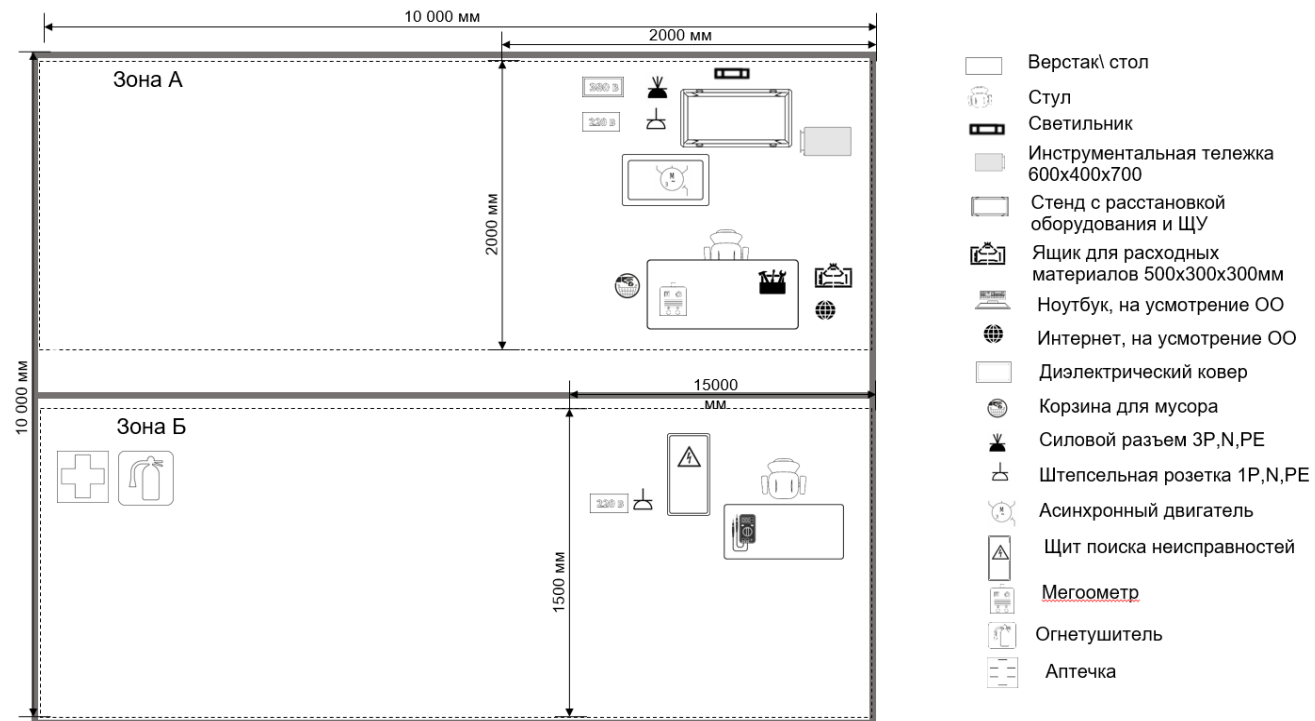 10 000 мм
2000 мм
Зона А
380 В
220 В
2000 мм
М
3
10 000 мм
15000
мм
Зона Б
220 В
1500 мм
Верстак\ стол
Стул
Светильник
Инструментальная тележка
600х400х700
Стенд с расстановкой
оборудования и ЩУ
Ящик для расходных
материалов 500х300х300мм
Ноутбук, на усмотрение ОО
Интернет, на усмотрение ОО
Диэлектрический ковер
Корзина для мусора
Силовой разъем 3P,N,PE
Штепсельная розетка 1P,N,PE
Асинхронный двигатель
Щит поиска неисправностей
Мегоометр
Огнетушитель
Аптечка